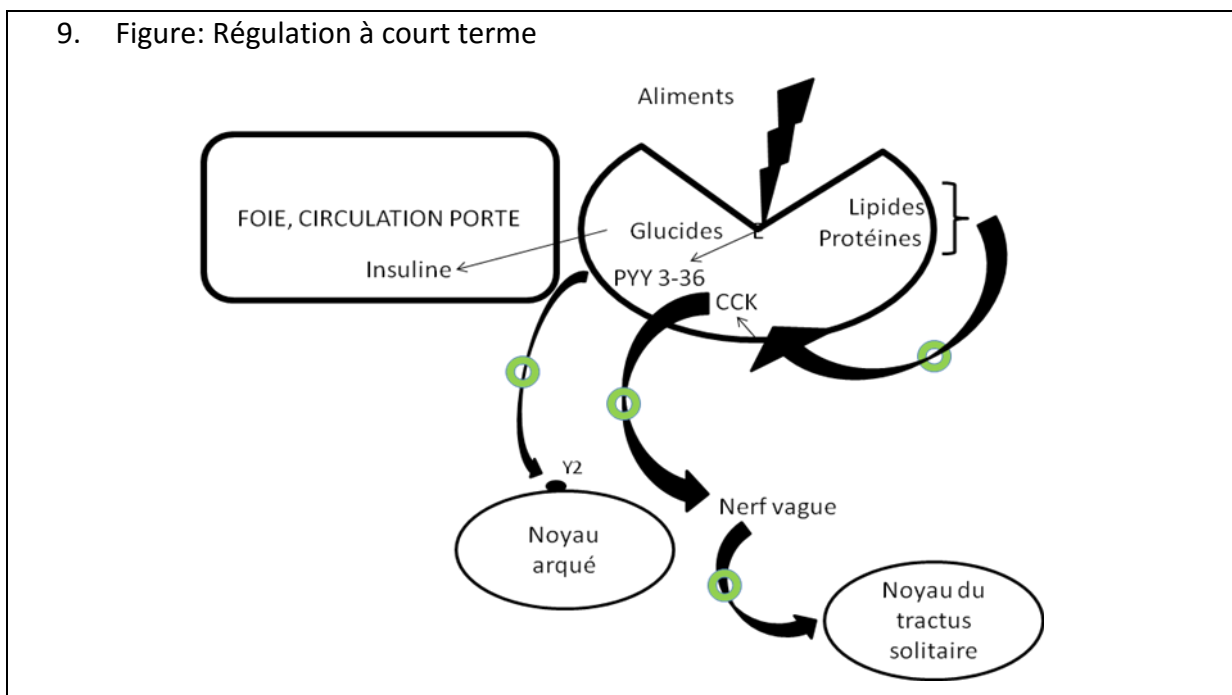 9. Figure: Régulation à court terme
Aliments
FOIE, CIRCULATION PORTE
Insuline
Glucides
Lipides
Protéines
PYY 3-36
CCK
Y2
Noyau
arqué
Nerf vague
Noyau du
tractus
solitaire